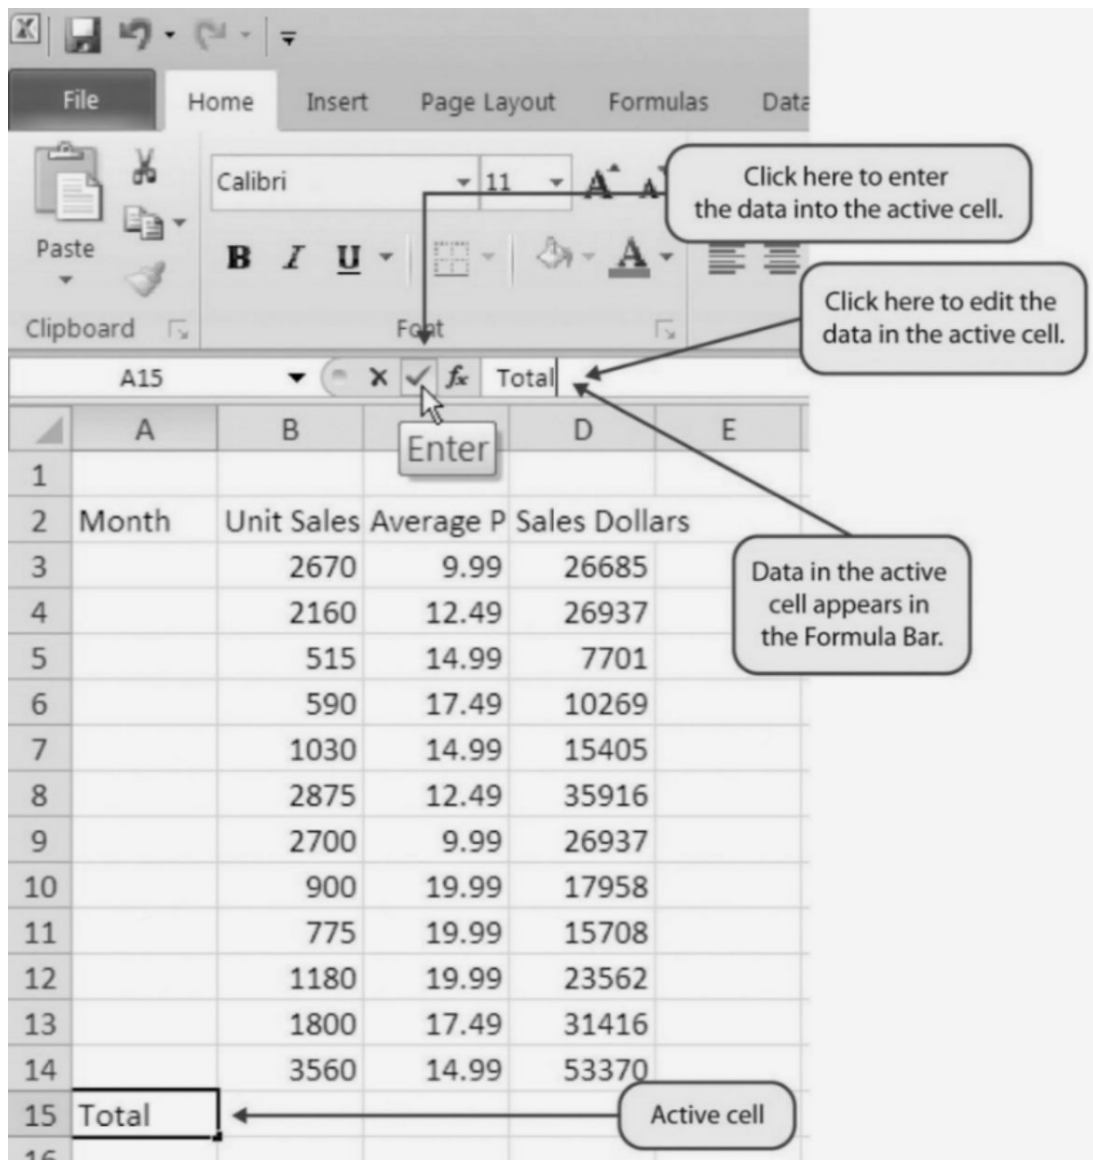 File Home Insert Page Layout Formulas Data
Calibri 11 A A
Click here to enter
the data into the active cell.
Paste
B I U A
Click here to edit the
data in the active cell.
Clipboard Font
A15 fx Total
A B D E
Enter
1
2 Month Unit Sales Average P Sales Dollars
3 2670 9.99 26685
Data in the active
cell appears in
the Formula Bar.
4 2160 12.49 26937
5 515 14.99 7701
6 590 17.49 10269
7 1030 14.99 15405
8 2875 12.49 35916
9 2700 9.99 26937
10 900 19.99 17958
11 775 19.99 15708
12 1180 19.99 23562
13 1800 17.49 31416
14 3560 14.99 53370
15 Total Active cell
16